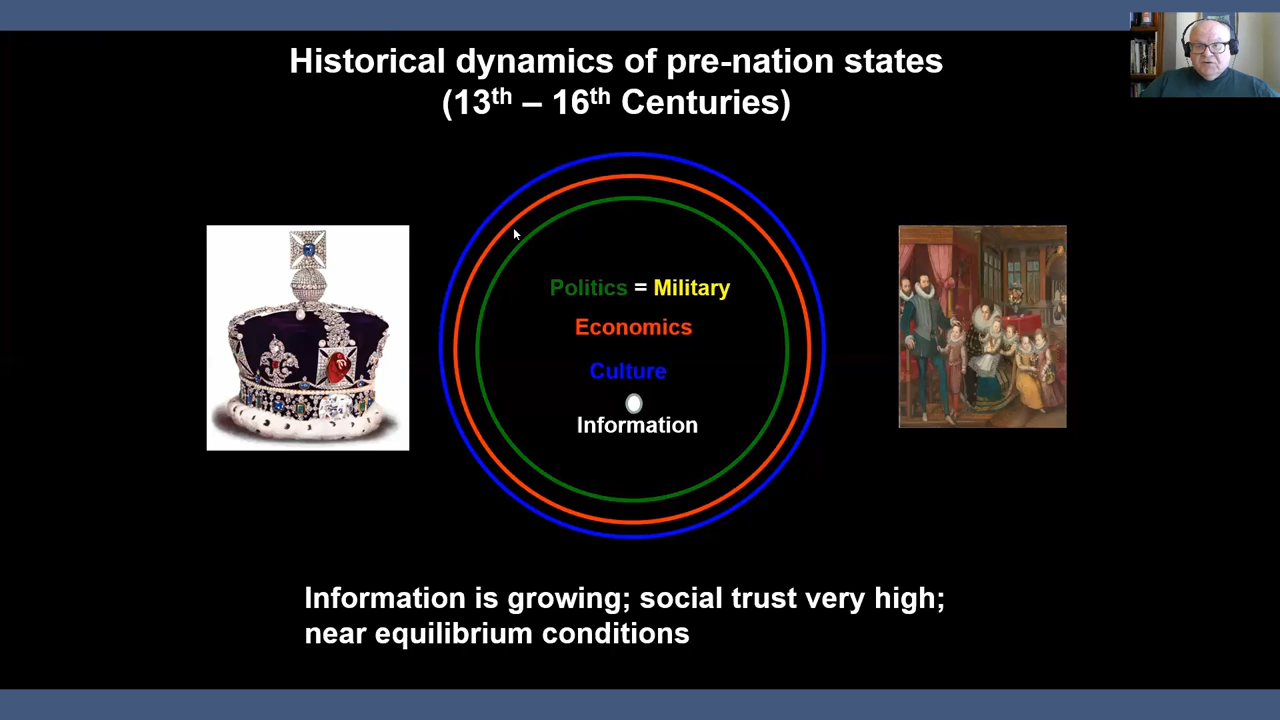 Historical dynamics of pre-nation states
(13th – 16th Centuries)
Politics = Military
Economics
Culture
Information
Information is growing; social trust very high;
near equilibrium conditions